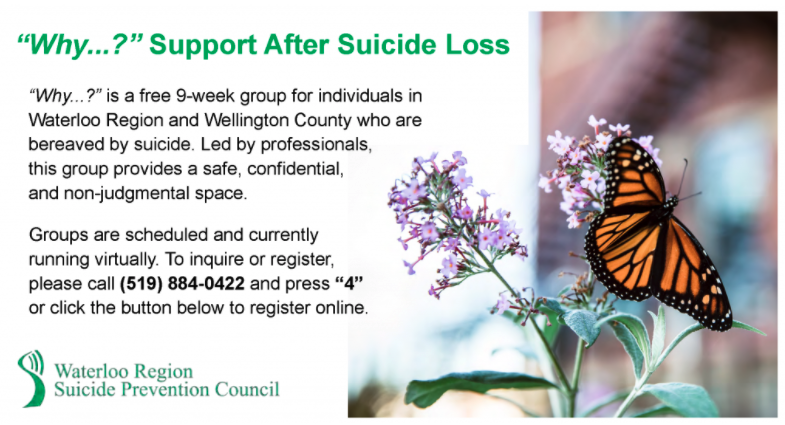 “Why...?” Support After Suicide Loss
“Why...?” is a free 9-week group for individuals in
Waterloo Region and Wellington County who are
bereaved by suicide. Led by professionals,
this group provides a safe, confidential,
and non-judgmental space.
Groups are scheduled and currently
running virtually. To inquire or register,
please call (519) 884-0422 and press “4”
or click the button below to register online.
Waterloo Region
Suicide Prevention Council